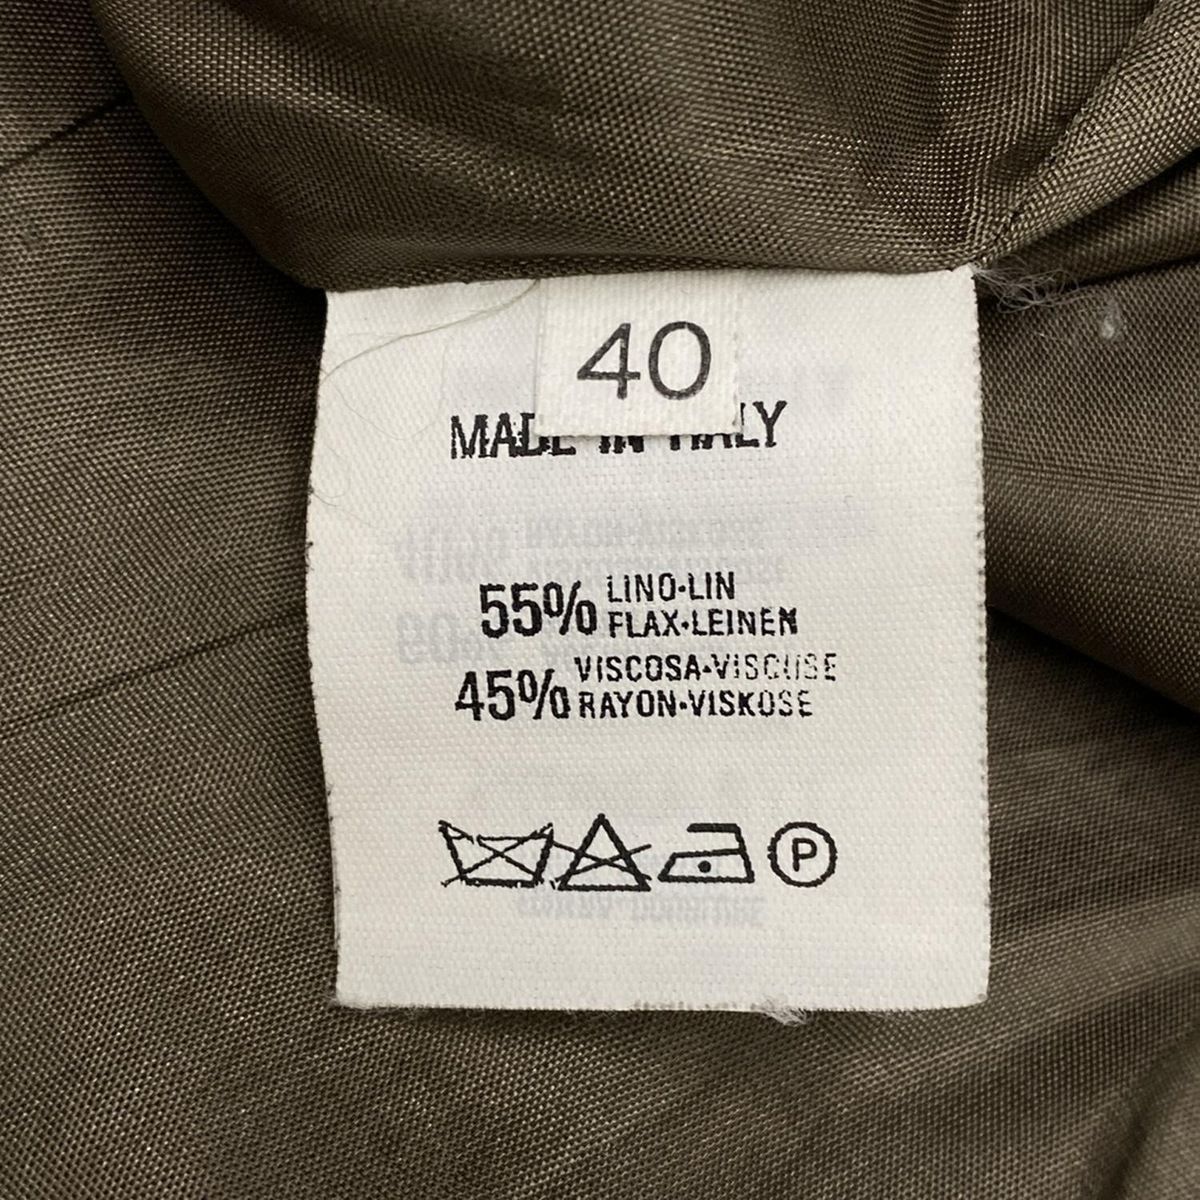 40
MADE IN ITALY
55% LINO·LIN
FLAX·LEINEN
45% VISCOSA·VISCOSE
RAYON·VISKOSE
P